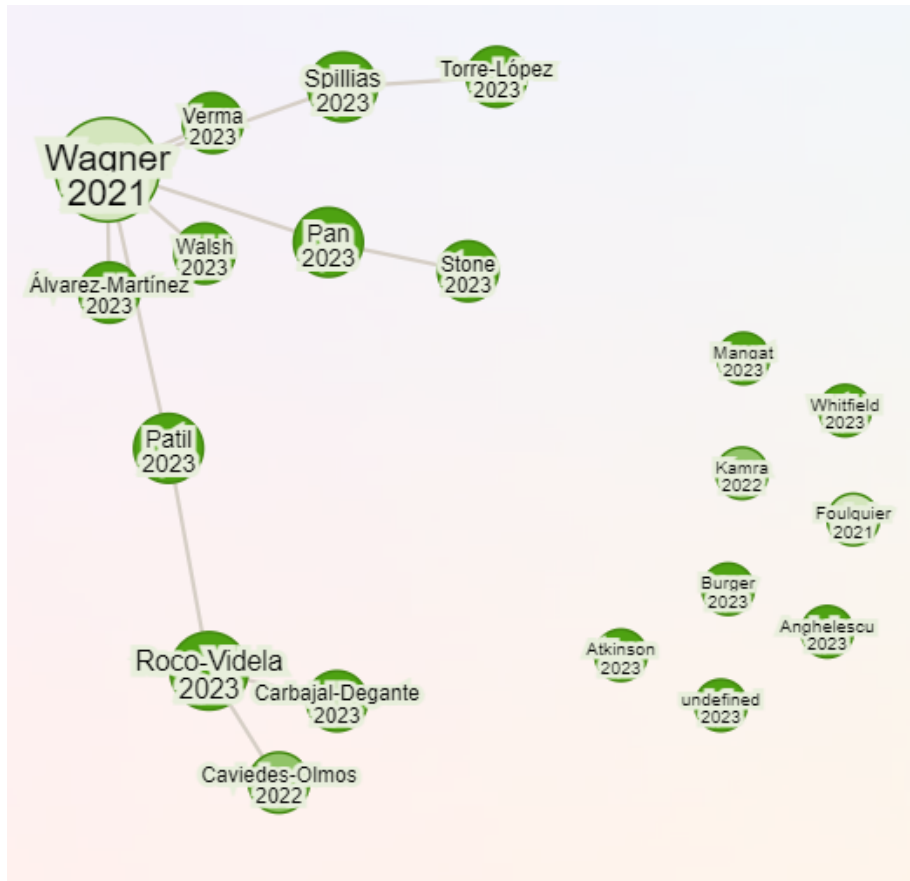 Spillias
2023
Torre-López
2023
Verma
2023
Wagner
2021
Pan
2023
Walsh
2023
Stone
2023
Álvarez-Martínez
2023
Mangat
2023
Whitfield
2023
Patil
2023
Kamra
2022
Foulquier
2021
Burger
2023
Anghelescu
2023
Atkinson
2023
Roco-Videla
2023
Carbajal-Degante
2023
undefined
2023
Caviedes-Olmos
2022